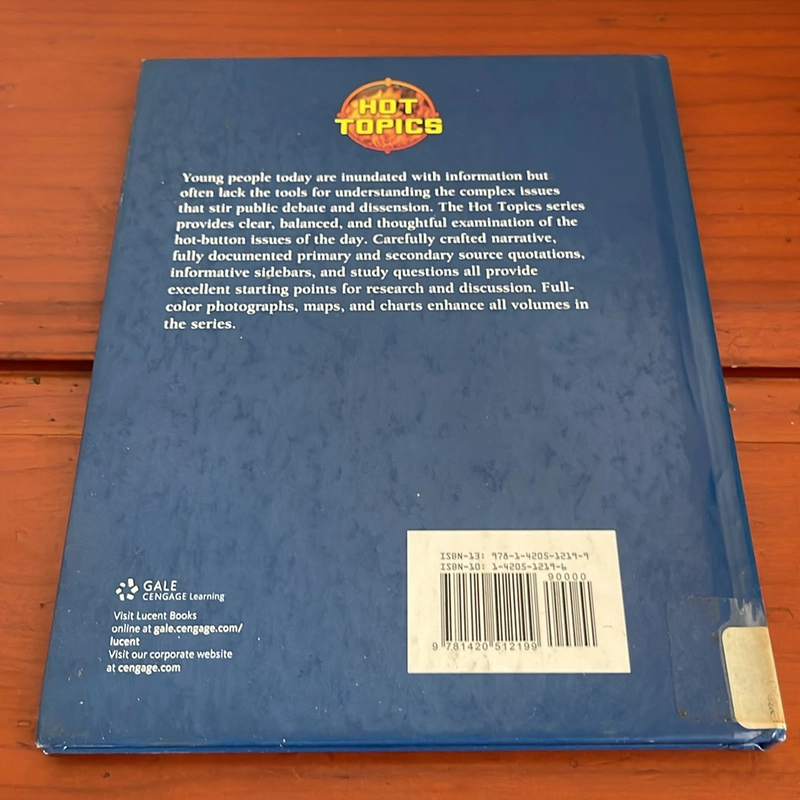 HOT
TOPICS
Young people today are inundated with information but
often lack the tools for understanding the complex issues
that stir public debate and dissension. The Hot Topics series
provides clear, balanced, and thoughtful examination of the
hot-button issues of the day. Carefully crafted narrative,
fully documented primary and secondary source quotations,
informative sidebars, and study questions all provide
excellent starting points for research and discussion. Full-
color photographs, maps, and charts enhance all volumes in
the series.
GALE
CENGAGE Learning
Visit Lucent Books
online at gale.cengage.com/
lucent
Visit our corporate website
at cengage.com
ISBN-13: 978-1-4205-1219-9
ISBN-10: 1-4205-1219-6
90000
9 781420 512199